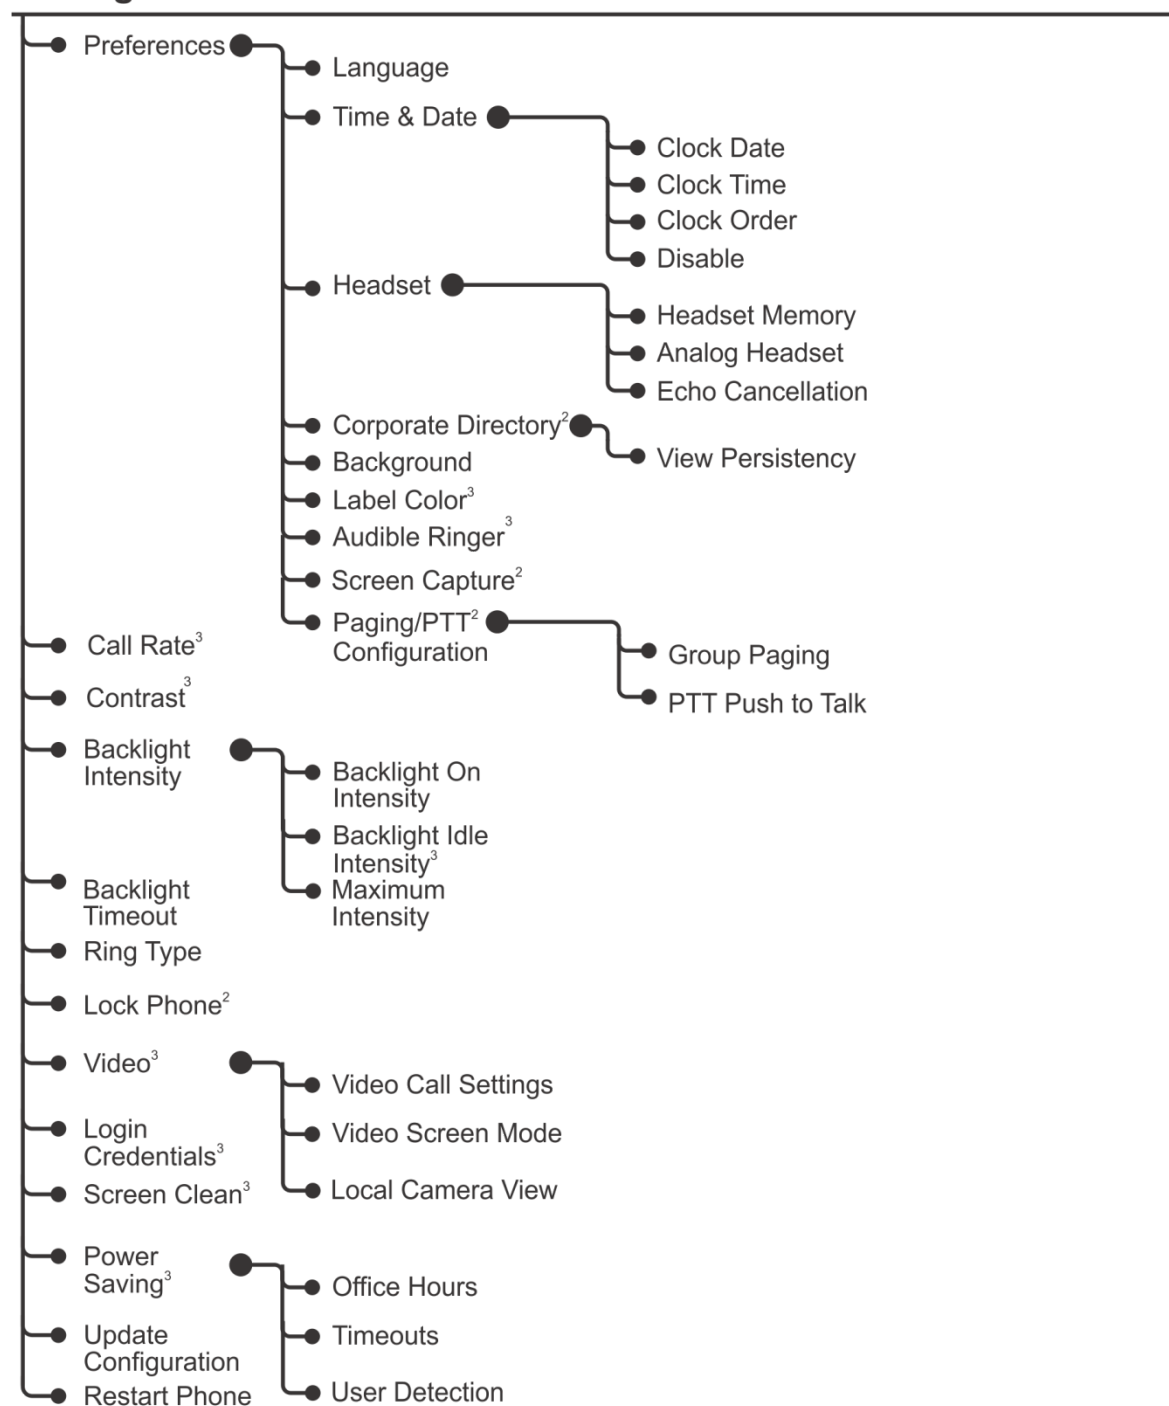 Preferences
Language
Time & Date
Clock Date
Clock Time
Clock Order
Disable
Headset
Headset Memory
Analog Headset
Echo Cancellation
Corporate Directory2
View Persistency
Background
Label Color3
Audible Ringer3
Screen Capture2
Paging/PTT2
Configuration
Group Paging
PTT Push to Talk
Call Rate3
Contrast3
Backlight
Intensity
Backlight On
Intensity
Backlight Idle
Intensity3
Maximum
Intensity
Backlight
Timeout
Ring Type
Lock Phone2
Video3
Video Call Settings
Video Screen Mode
Local Camera View
Login
Credentials3
Screen Clean3
Power
Saving3
Office Hours
Timeouts
User Detection
Update
Configuration
Restart Phone